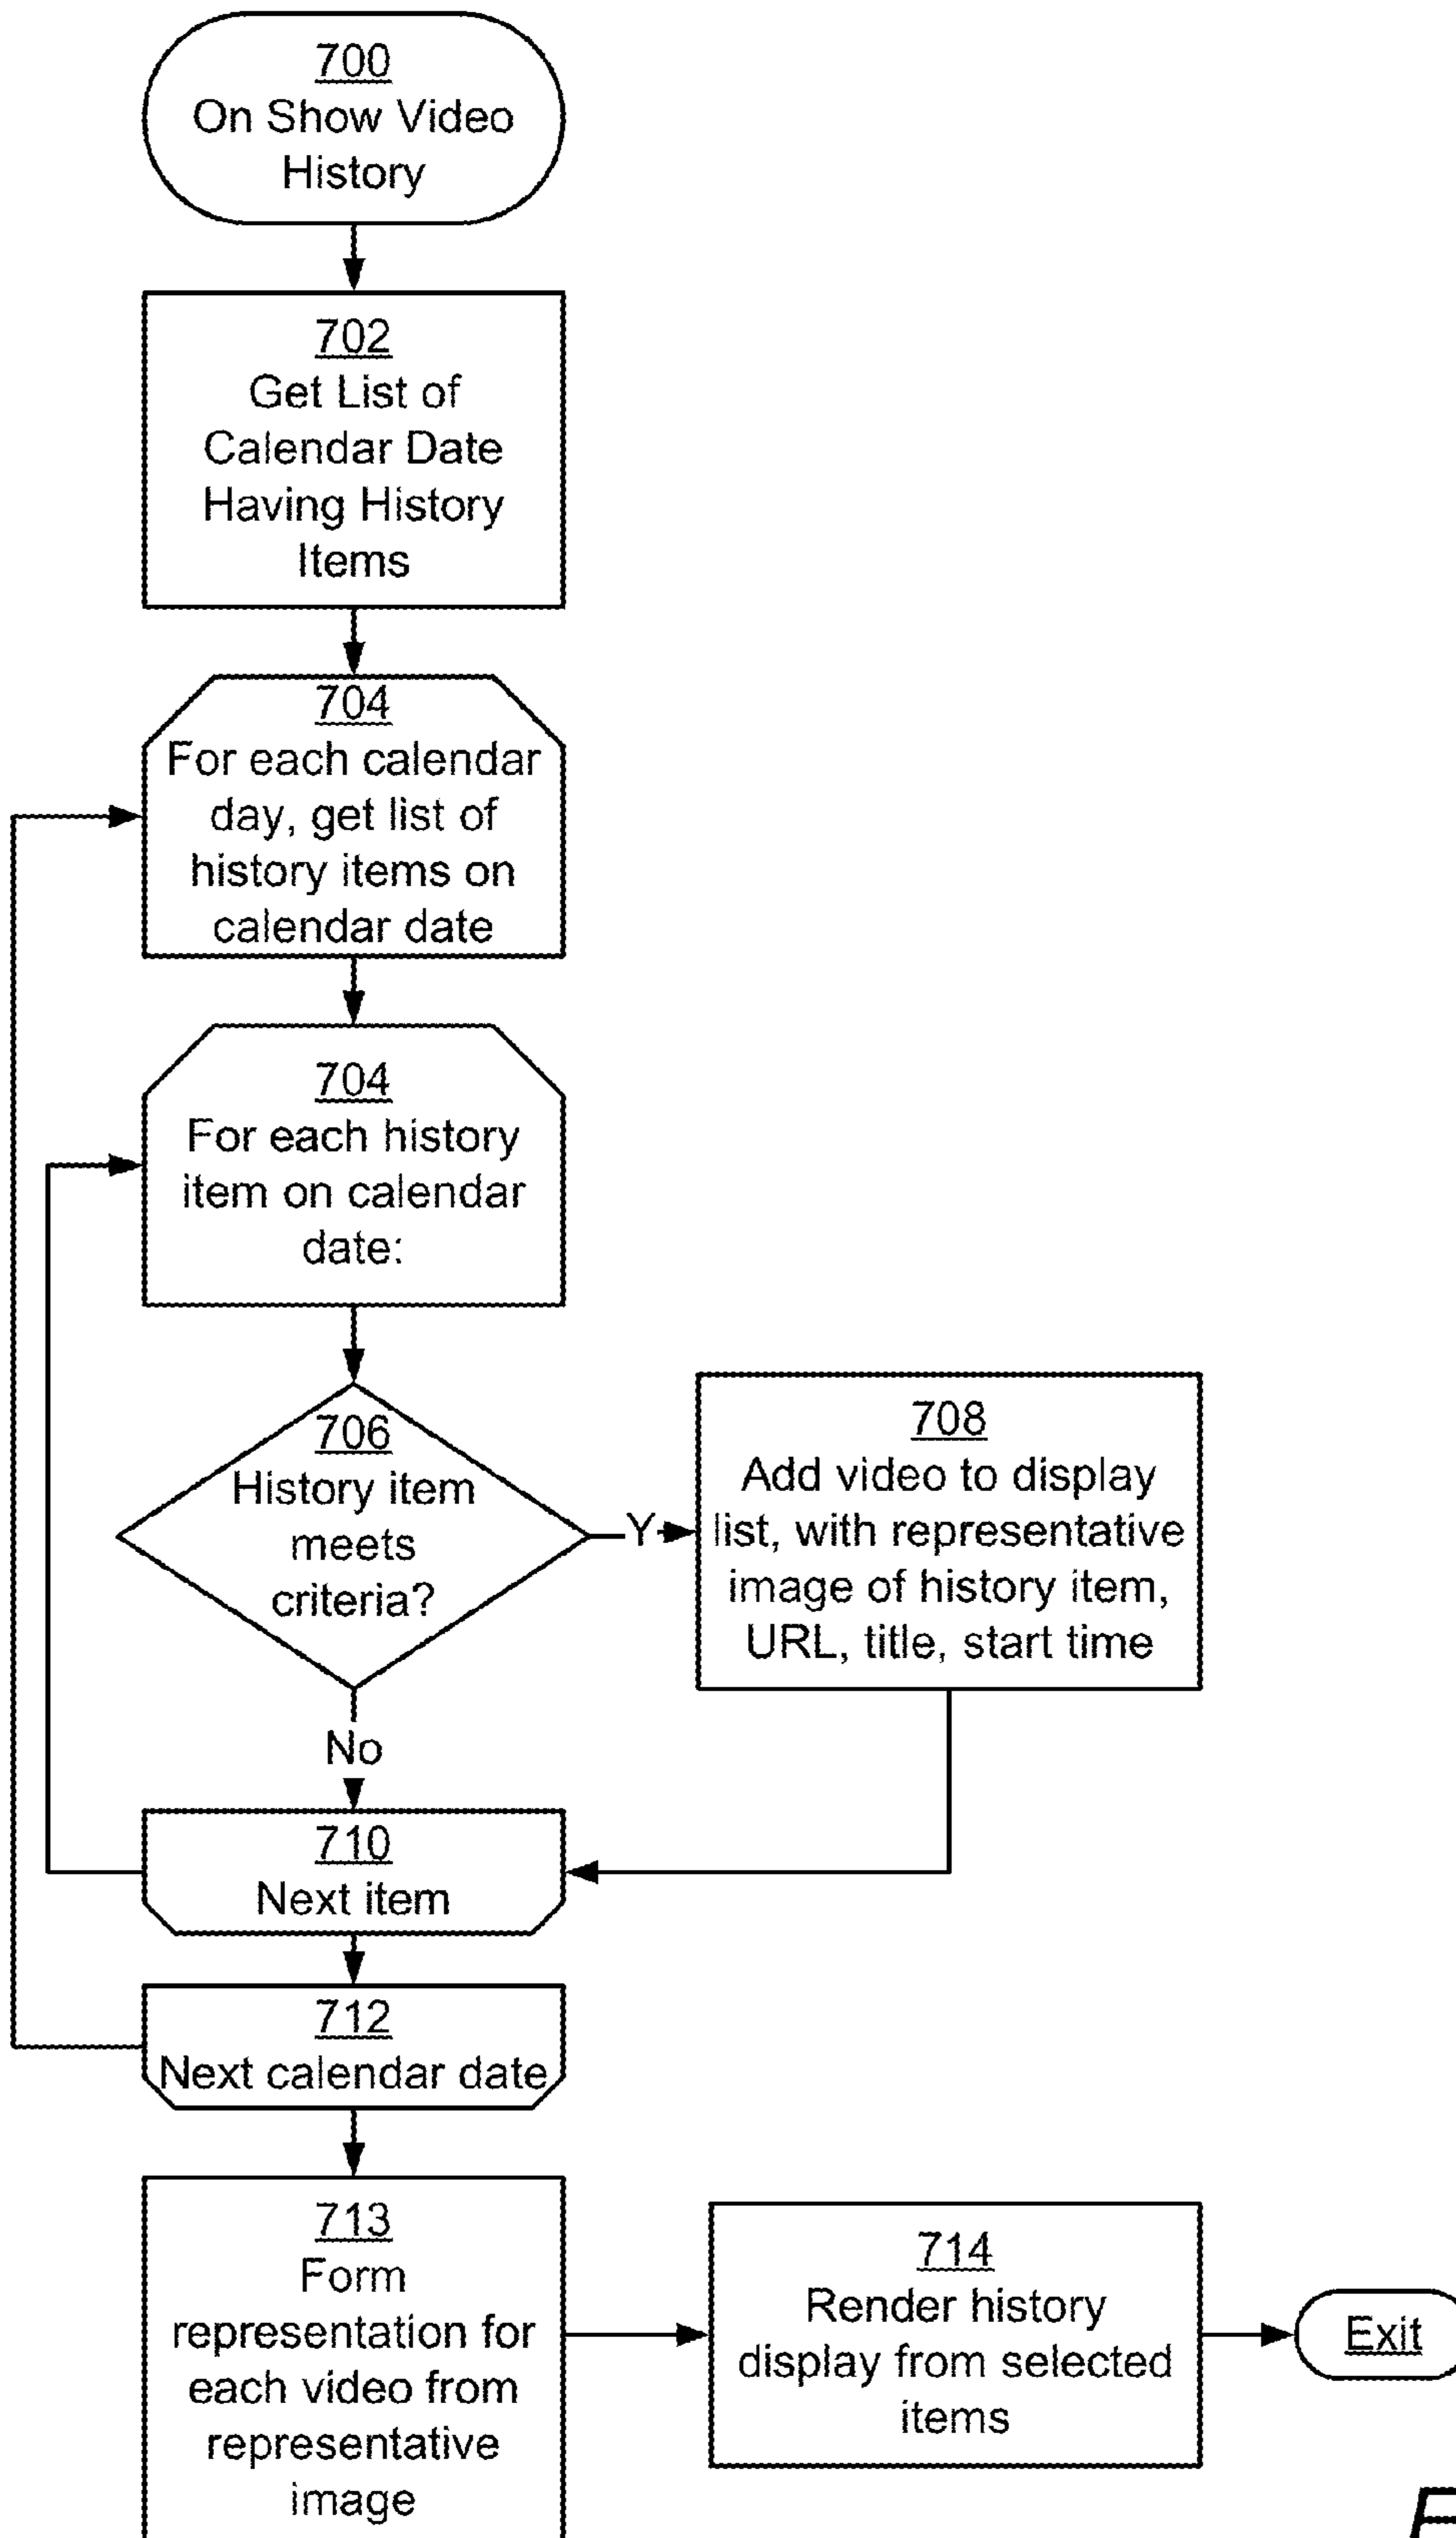 700
On Show Video
History
702
Get List of
Calendar Date
Having History
Items
704
For each calendar
day, get list of
history items on
calendar date
704
For each history
item on calendar
date:
706
History item
meets
criteria?
Y
708
Add video to display
list, with representative
image of history item,
URL, title, start time
No
710
Next item
712
Next calendar date
713
Form
representation for
each video from
representative
image
714
Render history
display from selected
items
Exit